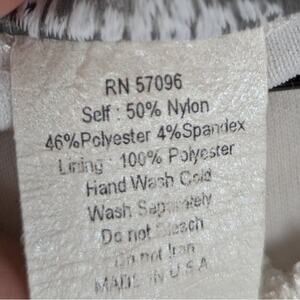 RN 57096
Self : 50% Nylon
46%Polyester 4%Spandex
Lining : 100% Polyester
Hand Wash Cold
Wash Separately
Do not Bleach
Do not Iron
MADE IN U.S.A